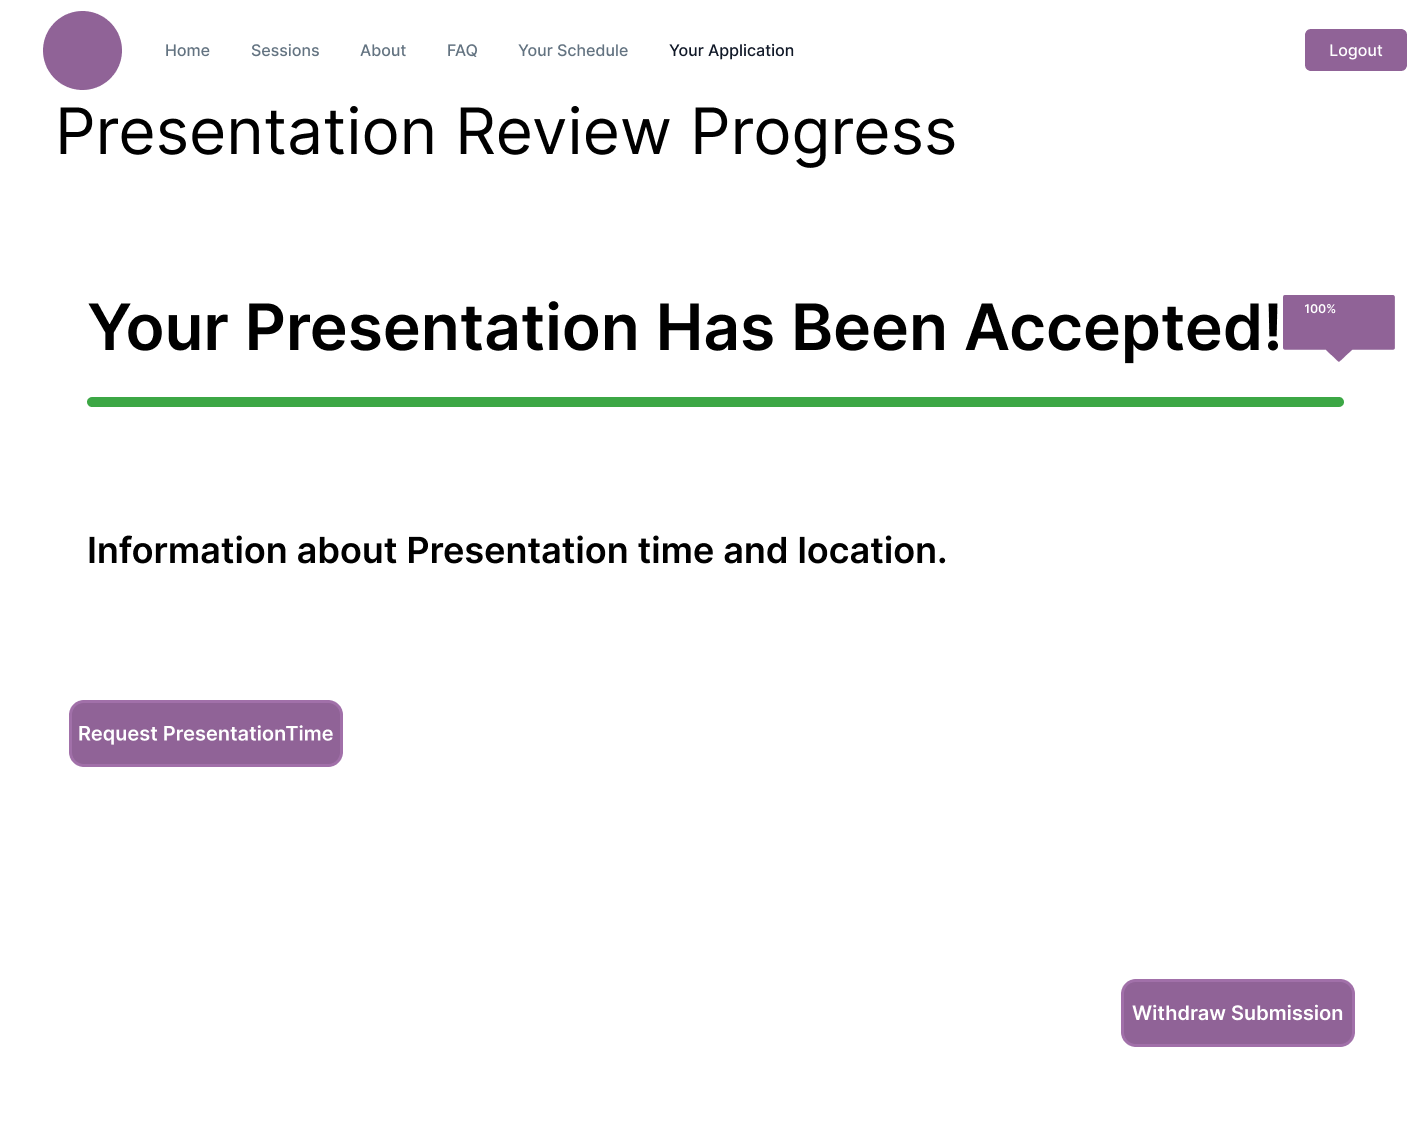 Home Sessions About FAQ Your Schedule Your Application Logout
Presentation Review Progress
Your Presentation Has Been Accepted!
100%
Information about Presentation time and location.
Request PresentationTime
Withdraw Submission